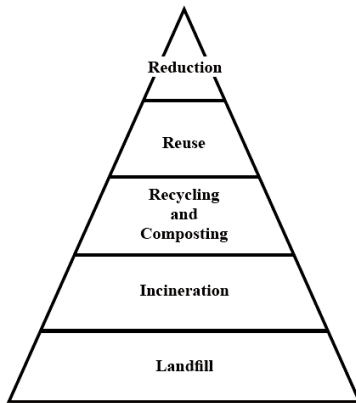 Reduction
Reuse
Recycling
and
Composting
Incineration
Landfill